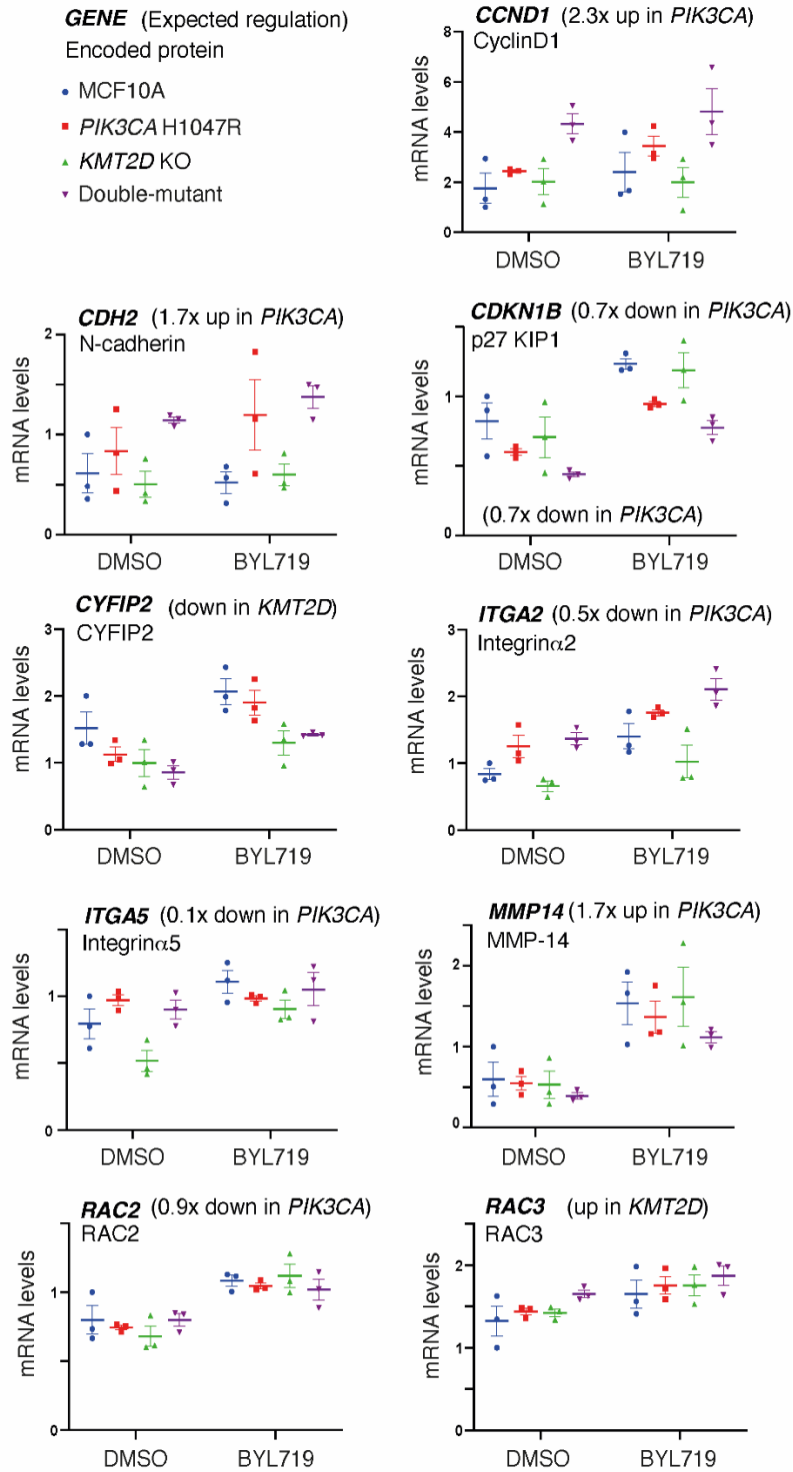 GENE (Expected regulation)
Encoded protein
MCF10A
PIK3CA H1047R
KMT2D KO
Double-mutant
CCND1 (2.3x up in PIK3CA)
CyclinD1
mRNA levels
8
6
4
2
0
DMSO BYL719
CDH2 (1.7x up in PIK3CA)
N-cadherin
mRNA levels
2
1
0
DMSO BYL719
CDKN1B (0.7x down in PIK3CA)
p27 KIP1
mRNA levels
1
0
(0.7x down in PIK3CA)
DMSO BYL719
CYFIP2 (down in KMT2D)
CYFIP2
mRNA levels
3
2
1
0
DMSO BYL719
ITGA2 (0.5x down in PIK3CA)
Integrinα2
mRNA levels
3
2
1
0
DMSO BYL719
ITGA5 (0.1x down in PIK3CA)
Integrinα5
mRNA levels
1
0
DMSO BYL719
MMP14 (1.7x up in PIK3CA)
MMP-14
mRNA levels
2
1
0
DMSO BYL719
RAC2 (0.9x down in PIK3CA)
RAC2
mRNA levels
1
0
DMSO BYL719
RAC3 (up in KMT2D)
RAC3
mRNA levels
2
1
0
DMSO BYL719